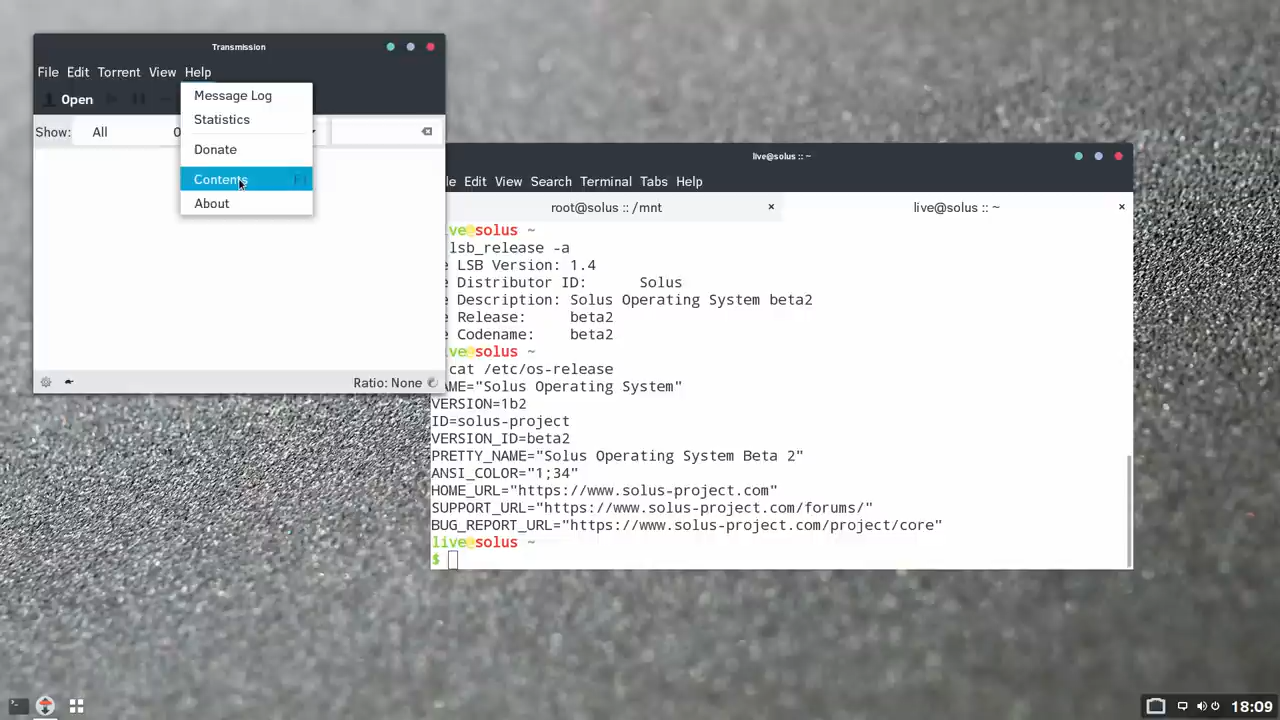 Transmission
File Edit Torrent View Help
Open
Message Log
Statistics
Donate
Contents
About
Show: All
Ratio: None
live@solus :: ~
Edit View Search Terminal Tabs Help
root@solus :: /mnt
live@solus :: ~
solus ~
lsb_release -a
LSB Version: 1.4
Distributor ID: Solus
Description: Solus Operating System beta2
Release: beta2
Codename: beta2
solus ~
cat /etc/os-release
="Solus Operating System"
VERSION=1b2
ID=solus-project
VERSION_ID=beta2
PRETTY_NAME="Solus Operating System Beta 2"
ANSI_COLOR="1;34"
HOME_URL="https://www.solus-project.com"
SUPPORT_URL="https://www.solus-project.com/forums/"
BUG_REPORT_URL="https://www.solus-project.com/project/core"
live@solus ~
$
18:09